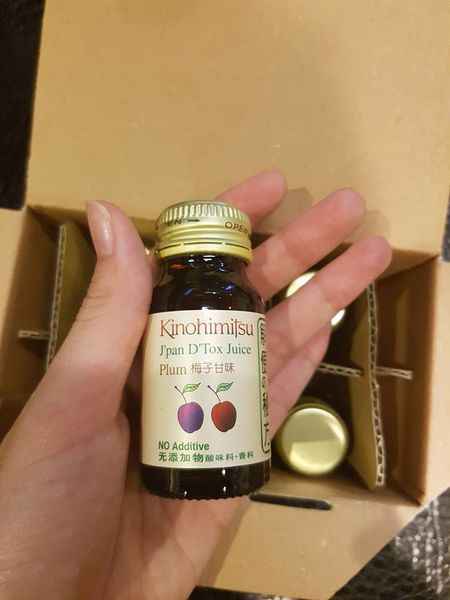 OPEN
Kinohimitsu
J'pan D'Tox Juice
Plum 梅子甘味
NO Additive
无添加物酸味料•香料